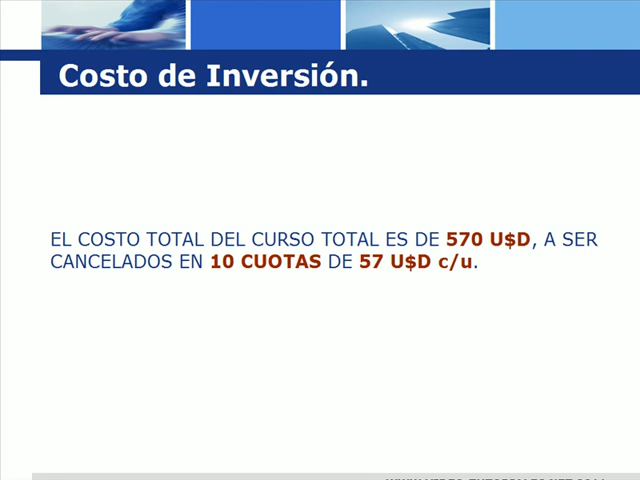 Costo de Inversión.
EL COSTO TOTAL DEL CURSO TOTAL ES DE 570 U$D, A SER
CANCELADOS EN 10 CUOTAS DE 57 U$D c/u.